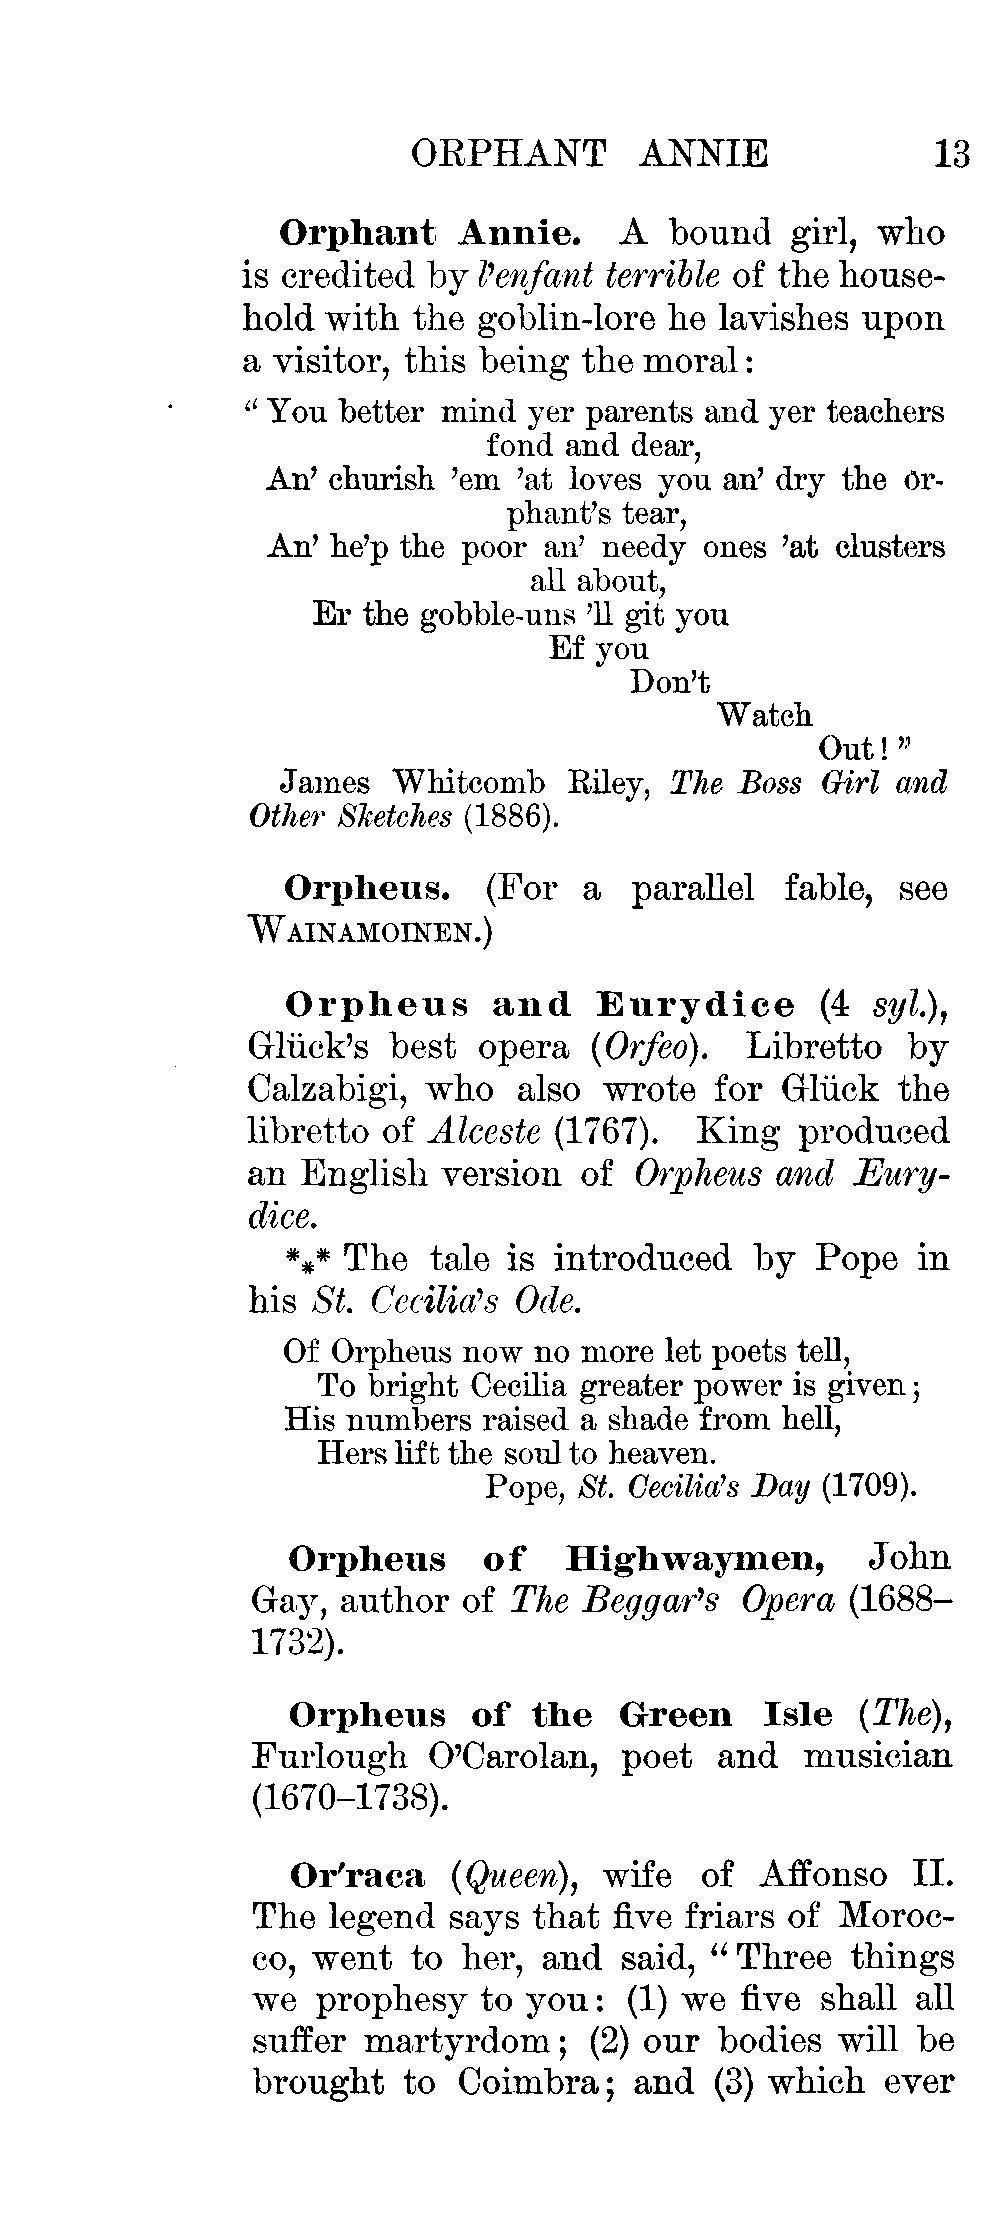 ORPHANT ANNIE 13
Orphant Annie. A bound girl, who
is credited by l'enfant terrible of the house-
hold with the goblin-lore he lavishes upon
a visitor, this being the moral:
“ You better mind yer parents and yer teachers
fond and dear,
An’ churish ’em ’at loves you an’ dry the or-
phant’s tear,
An’ he’p the poor an’ needy ones ’at clusters
all about,
Er the gobble-uns ’ll git you
Ef you
Don’t
Watch
Out! ”
James Whitcomb Riley, The Boss Girl and
Other Sketches (1886).
Orpheus. (For a parallel fable, see
WAINAMOINEN.)
Orpheus and Eurydice (4 syl.),
Glück’s best opera (Orfeo). Libretto by
Calzabigi, who also wrote for Glück the
libretto of Alceste (1767). King produced
an English version of Orpheus and Eury-
dice.
*⁎* The tale is introduced by Pope in
his St. Cecilia’s Ode.
Of Orpheus now no more let poets tell,
To bright Cecilia greater power is given;
His numbers raised a shade from hell,
Hers lift the soul to heaven.
Pope, St. Cecilia’s Day (1709).
Orpheus of Highwaymen, John
Gay, author of The Beggar’s Opera (1688–
1732).
Orpheus of the Green Isle (The),
Furlough O’Carolan, poet and musician
(1670–1738).
Or′raca (Queen), wife of Affonso II.
The legend says that five friars of Moroc-
co, went to her, and said, “ Three things
we prophesy to you: (1) we five shall all
suffer martyrdom; (2) our bodies will be
brought to Coimbra; and (3) which ever